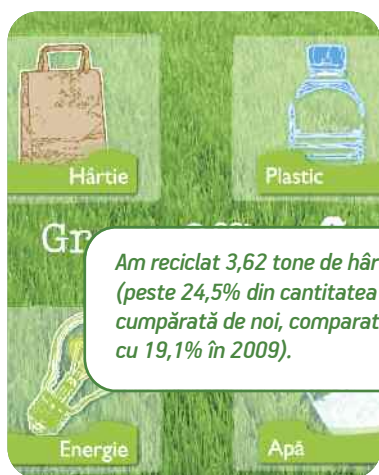 Hârtie Plastic
Gr
Am reciclat 3,62 tone de hâr
(peste 24,5% din cantitatea
cumpărată de noi, comparat
cu 19,1% în 2009).
Energie Apă